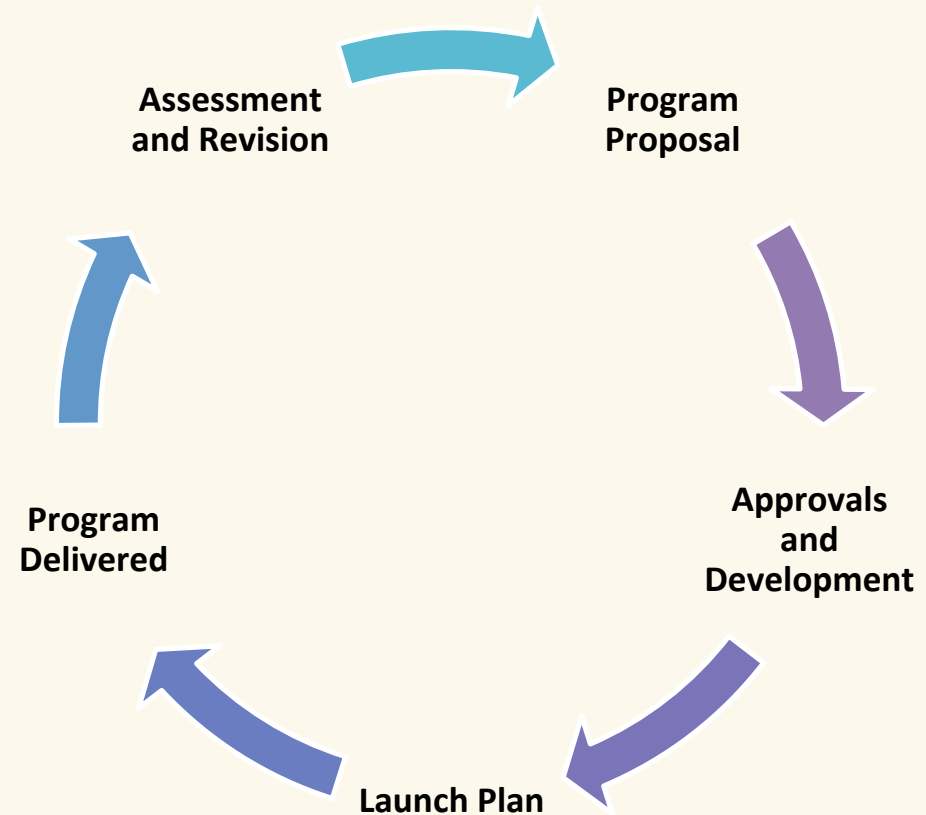 Assessment
and Revision
Program
Proposal
Approvals
and
Development
Launch Plan
Program
Delivered